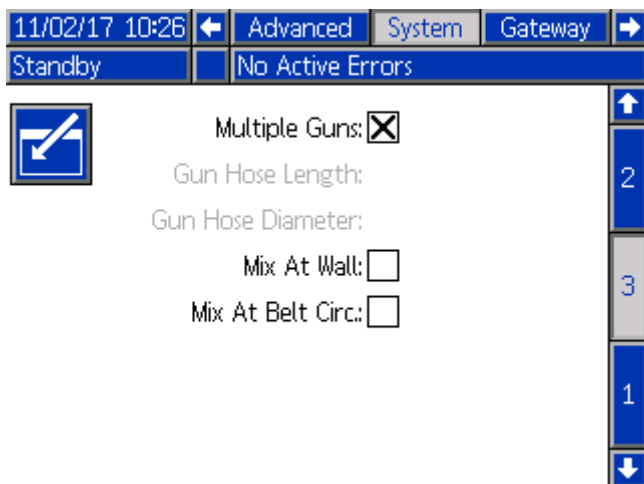 11/02/17 10:26 Advanced System Gateway
Standby No Active Errors
Multiple Guns:
Gun Hose Length:
2
Gun Hose Diameter:
Mix At Wall:
3
Mix At Belt Circ.:
1